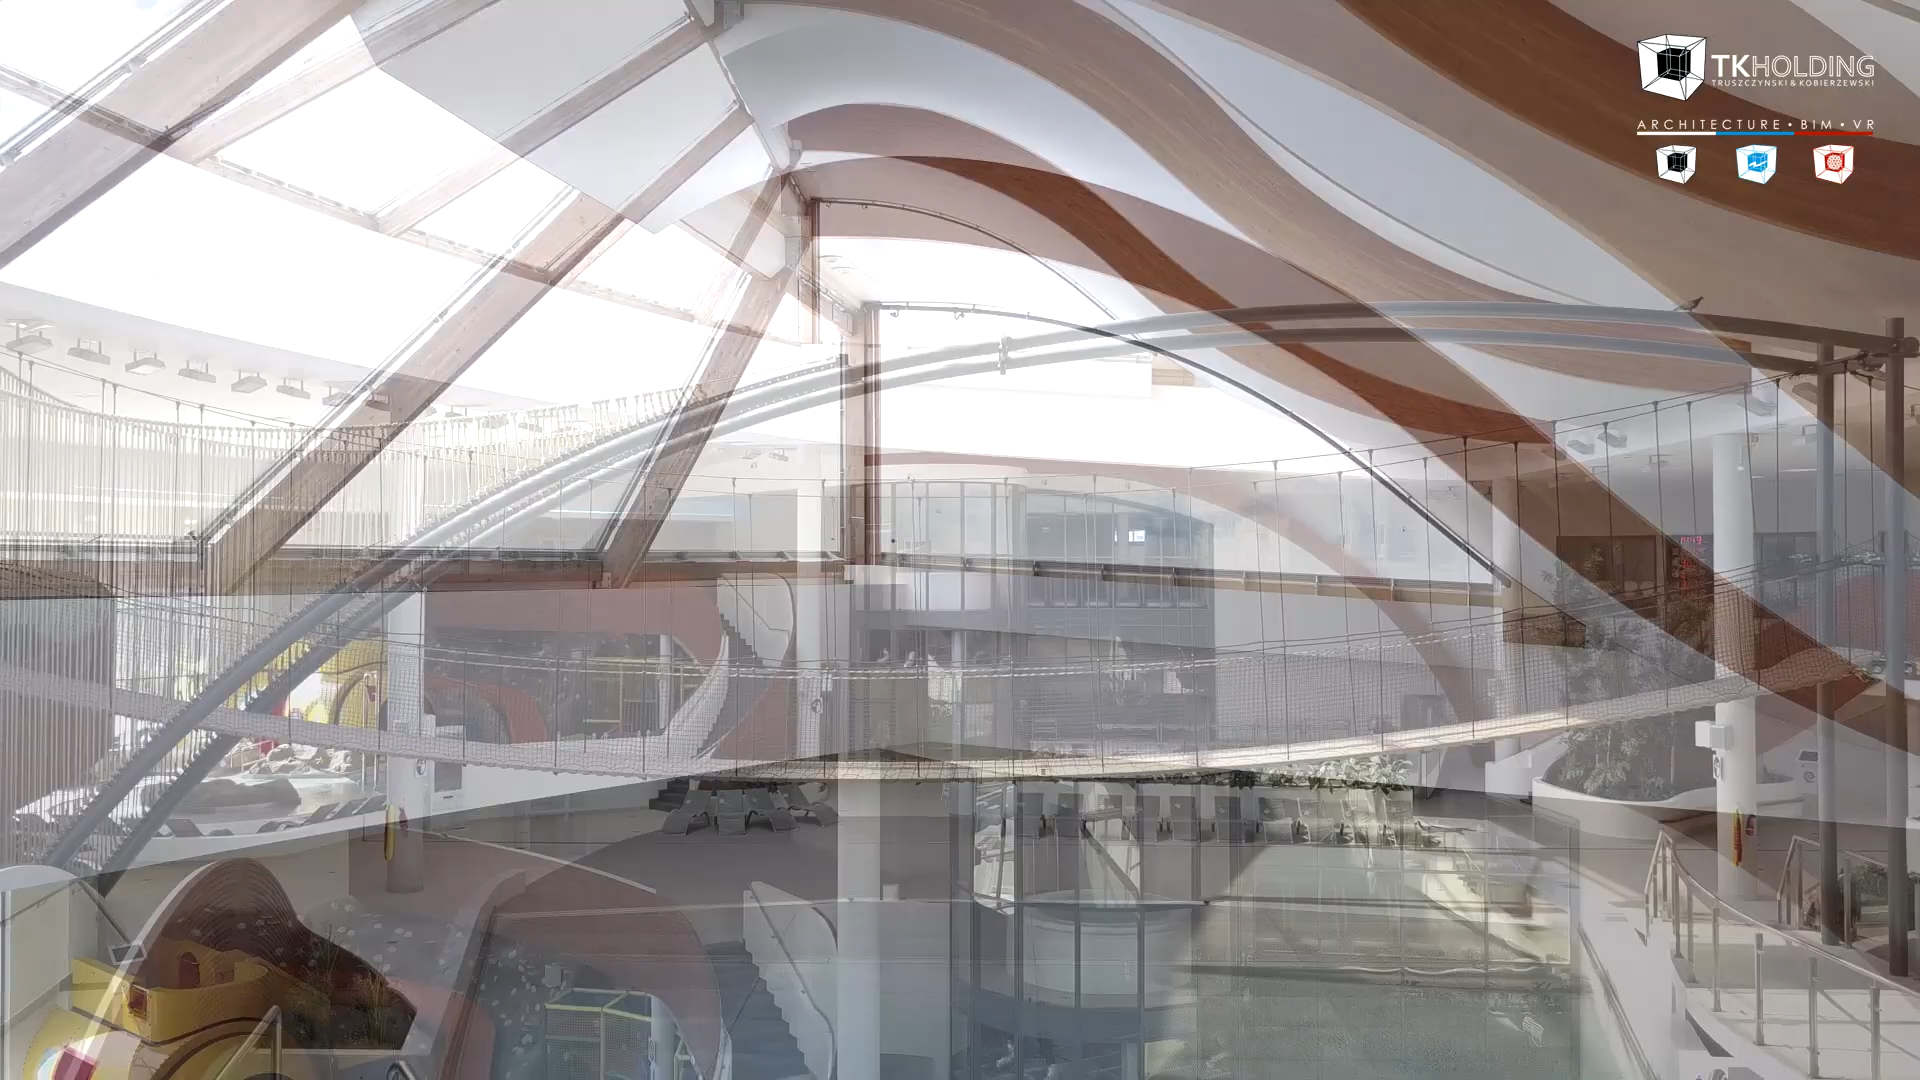 TKHOLDING
TRUSZCZYNSKI & KOBIERZEWSKI
ARCHITECTURE • BIM • VR